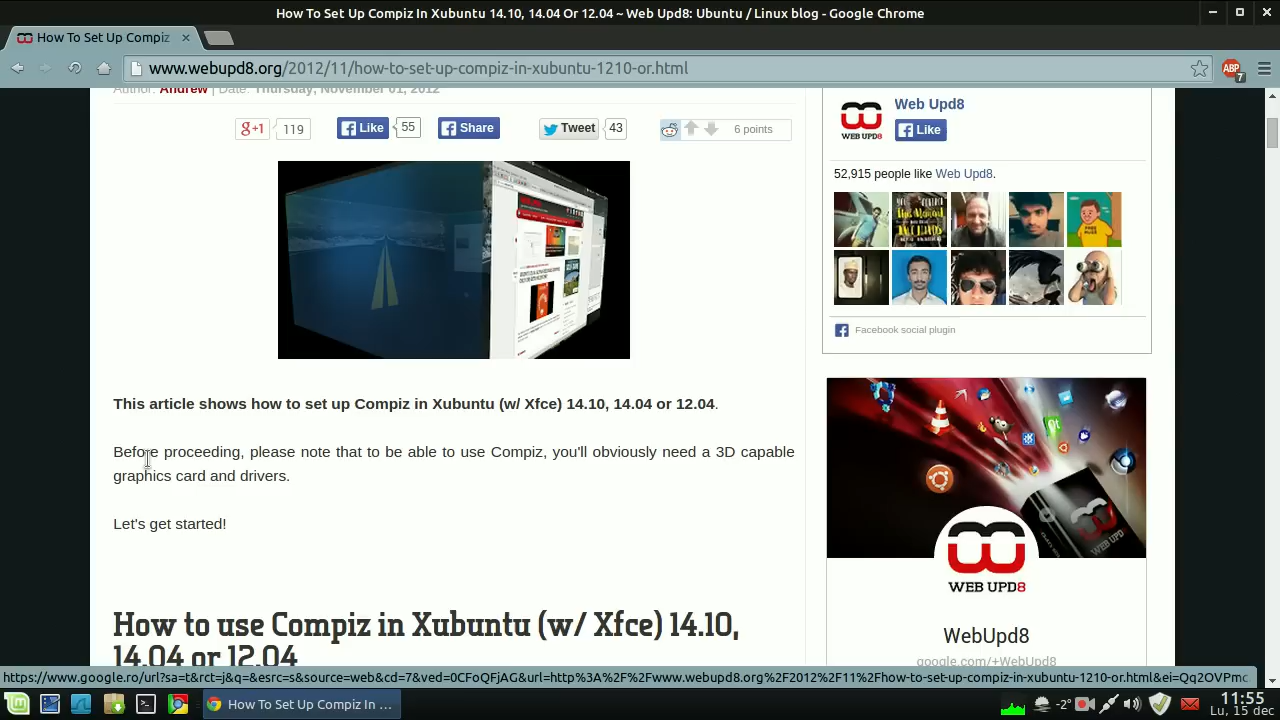 How To Set Up Compiz In Xubuntu 14.10, 14.04 Or 12.04 ~ Web Upd8: Ubuntu / Linux blog - Google Chrome
How To Set Up Compiz
www.webupd8.org/2012/11/how-to-set-up-compiz-in-xubuntu-1210-or.html
ABP
7
Author: Andrew | Date: Thursday, November 01, 2012
g+1 119 Like 55 Share Tweet 43 6 points
This article shows how to set up Compiz in Xubuntu (w/ Xfce) 14.10, 14.04 or 12.04.
Before proceeding, please note that to be able to use Compiz, you'll obviously need a 3D capable
graphics card and drivers.
Let's get started!
How to use Compiz in Xubuntu (w/ Xfce) 14.10,
14.04 or 12.04
WEB UPD8
Web Upd8
Like
52,915 people like Web Upd8.
Facebook social plugin
WEB UPD8
WebUpd8
google.com/+WebUpd8
https://www.google.ro/url?sa=t&rct=j&q=&esrc=s&source=web&cd=7&ved=0CFoQFjAG&url=http%3A%2F%2Fwww.webupd8.org%2F2012%2F11%2Fhow-to-set-up-compiz-in-xubuntu-1210-or.html&ei=Qq2OVPmc
How To Set Up Compiz In ...
-2°
11:55
Lu, 15 dec